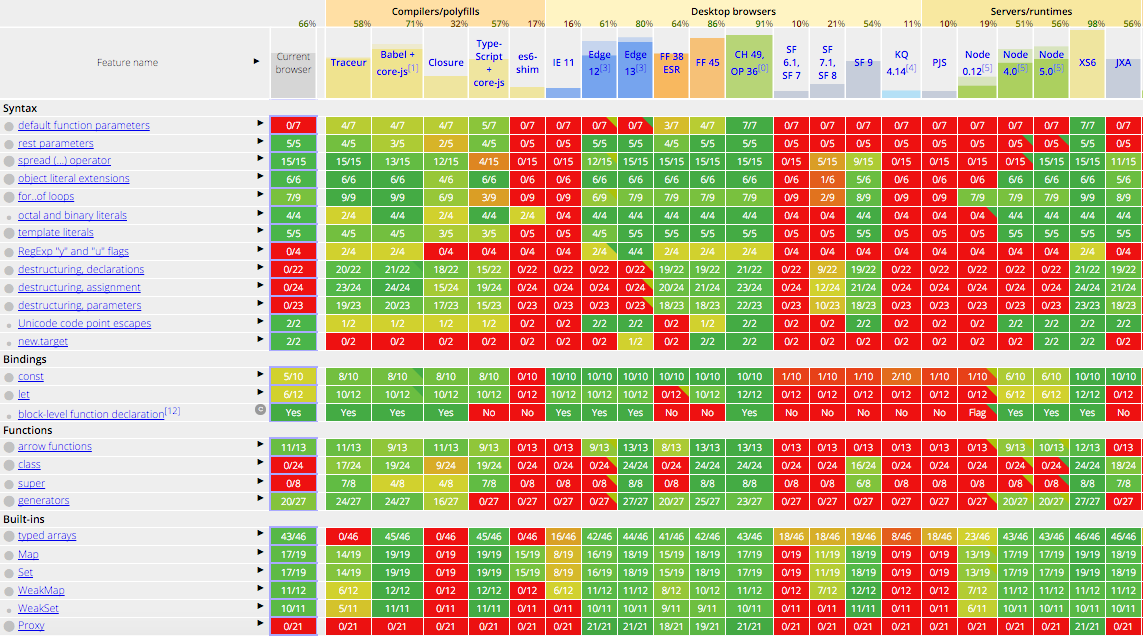 Compilers/polyfills Desktop browsers Servers/runtimes
66% 58% 71% 32% 57% 17% 16% 61% 80% 64% 86% 91% 10% 21% 54% 11% 10% 19% 51% 56% 98% 56%
Feature name ► Current browser Traceur Babel + core-js[1] Closure Type-Script + core-js es6-shim IE 11 Edge 12[3] Edge 13[3] FF 38 ESR FF 45 CH 49, OP 36[0] SF 6.1, SF 7 SF 7.1, SF 8 SF 9 KQ 4.14[4] PJS Node 0.12[5] Node 4.0[5] Node 5.0[5] XS6 JXA
Syntax
default function parameters ► 0/7 4/7 4/7 4/7 5/7 0/7 0/7 0/7 0/7 3/7 4/7 7/7 0/7 0/7 0/7 0/7 0/7 0/7 0/7 0/7 7/7 0/7
rest parameters ► 5/5 4/5 3/5 2/5 4/5 0/5 0/5 5/5 5/5 4/5 5/5 5/5 0/5 0/5 0/5 0/5 0/5 0/5 0/5 0/5 5/5 0/5
spread (...) operator ► 15/15 15/15 13/15 12/15 4/15 0/15 0/15 12/15 15/15 15/15 15/15 15/15 0/15 5/15 9/15 0/15 0/15 0/15 0/15 15/15 15/15 11/15
object literal extensions ► 6/6 6/6 6/6 4/6 6/6 0/6 0/6 6/6 6/6 6/6 6/6 6/6 0/6 1/6 5/6 0/6 0/6 0/6 6/6 6/6 6/6 5/6
for..of loops ► 7/9 9/9 9/9 6/9 3/9 0/9 0/9 6/9 7/9 7/9 7/9 7/9 0/9 2/9 8/9 0/9 0/9 7/9 7/9 7/9 9/9 8/9
octal and binary literals ► 4/4 2/4 4/4 2/4 4/4 2/4 0/4 4/4 4/4 4/4 4/4 4/4 0/4 0/4 4/4 0/4 0/4 0/4 4/4 4/4 4/4 4/4
template literals ► 5/5 4/5 4/5 3/5 3/5 0/5 0/5 4/5 5/5 5/5 5/5 5/5 0/5 0/5 5/5 0/5 0/5 0/5 5/5 5/5 5/5 5/5
RegExp "y" and "u" flags ► 0/4 2/4 2/4 0/4 0/4 0/4 0/4 2/4 4/4 2/4 2/4 2/4 0/4 0/4 0/4 0/4 0/4 0/4 0/4 0/4 2/4 0/4
destructuring, declarations ► 0/22 20/22 21/22 18/22 15/22 0/22 0/22 0/22 0/22 19/22 19/22 21/22 0/22 9/22 19/22 0/22 0/22 0/22 0/22 0/22 21/22 19/22
destructuring, assignment ► 0/24 23/24 24/24 15/24 19/24 0/24 0/24 0/24 0/24 20/24 21/24 23/24 0/24 12/24 21/24 0/24 0/24 0/24 0/24 0/24 24/24 21/24
destructuring, parameters ► 0/23 19/23 20/23 17/23 15/23 0/23 0/23 0/23 0/23 18/23 18/23 22/23 0/23 10/23 18/23 0/23 0/23 0/23 0/23 0/23 23/23 18/23
Unicode code point escapes ► 2/2 1/2 1/2 1/2 1/2 0/2 0/2 2/2 2/2 0/2 1/2 2/2 0/2 0/2 2/2 0/2 0/2 0/2 2/2 2/2 2/2 2/2
new.target ► 2/2 0/2 0/2 0/2 0/2 0/2 0/2 0/2 1/2 0/2 2/2 2/2 0/2 0/2 0/2 0/2 0/2 0/2 0/2 2/2 2/2 0/2
Bindings
const ► 5/10 8/10 8/10 8/10 8/10 0/10 10/10 10/10 10/10 10/10 10/10 10/10 1/10 1/10 1/10 2/10 1/10 1/10 6/10 6/10 10/10 10/10
let ► 6/12 10/12 10/12 10/12 10/12 0/12 10/12 10/12 10/12 0/12 10/12 12/12 0/12 0/12 0/12 0/12 0/12 0/12 6/12 6/12 12/12 0/12
block-level function declaration[12] C Yes Yes Yes Yes No No Yes Yes Yes No No Yes No No No No No Flag Yes Yes Yes No
Functions
arrow functions ► 11/13 11/13 9/13 11/13 9/13 0/13 0/13 9/13 13/13 8/13 13/13 13/13 0/13 0/13 0/13 0/13 0/13 0/13 9/13 10/13 12/13 0/13
class ► 0/24 17/24 19/24 9/24 19/24 0/24 0/24 0/24 24/24 0/24 24/24 24/24 0/24 0/24 16/24 0/24 0/24 0/24 0/24 0/24 24/24 18/24
super ► 0/8 7/8 4/8 4/8 7/8 0/8 0/8 0/8 8/8 0/8 8/8 8/8 0/8 0/8 6/8 0/8 0/8 0/8 0/8 0/8 8/8 7/8
generators ► 20/27 24/27 24/27 16/27 0/27 0/27 0/27 0/27 27/27 20/27 25/27 23/27 0/27 0/27 0/27 0/27 0/27 0/27 20/27 20/27 27/27 0/27
Built-ins
typed arrays ► 43/46 0/46 45/46 0/46 45/46 0/46 16/46 42/46 44/46 41/46 42/46 43/46 18/46 18/46 18/46 8/46 18/46 23/46 43/46 43/46 46/46 46/46
Map ► 17/19 14/19 19/19 0/19 19/19 15/19 8/19 16/19 18/19 15/19 18/19 17/19 0/19 11/19 18/19 0/19 0/19 13/19 17/19 17/19 19/19 18/19
Set ► 17/19 14/19 19/19 0/19 19/19 15/19 8/19 16/19 18/19 15/19 18/19 17/19 0/19 11/19 18/19 0/19 0/19 13/19 17/19 17/19 19/19 18/19
WeakMap ► 11/12 6/12 12/12 0/12 12/12 0/12 6/12 11/12 11/12 8/12 10/12 11/12 0/12 7/12 12/12 0/12 0/12 7/12 11/12 11/12 12/12 12/12
WeakSet ► 10/11 5/11 11/11 0/11 11/11 0/11 0/11 10/11 10/11 9/11 9/11 10/11 0/11 0/11 11/11 0/11 0/11 6/11 10/11 10/11 11/11 11/11
Proxy ► 0/21 0/21 0/21 0/21 0/21 0/21 0/21 21/21 21/21 18/21 19/21 21/21 0/21 0/21 0/21 0/21 0/21 0/21 0/21 0/21 21/21 0/21